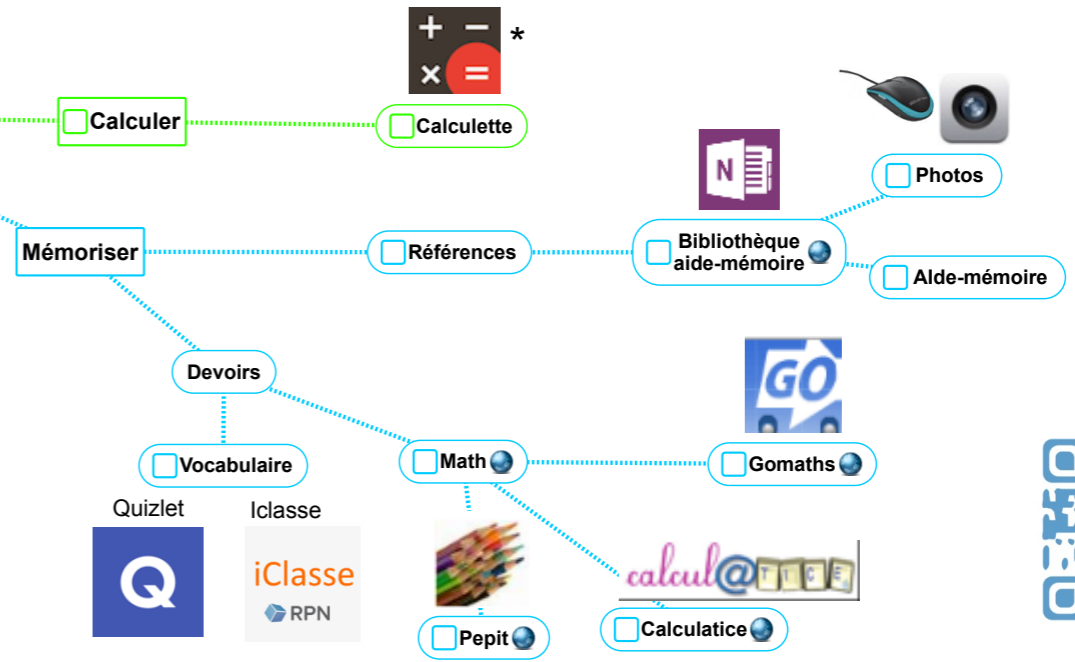 + −
× =
*
Calculer
Calculette
N
Photos
Mémoriser
Références
Bibliothèque
aide-mémoire
AIde-mémoire
GO
Devoirs
Vocabulaire
Math
Gomaths
Quizlet
Iclasse
Q
iClasse
RPN
calcul@TICE
Pepit
Calculatice